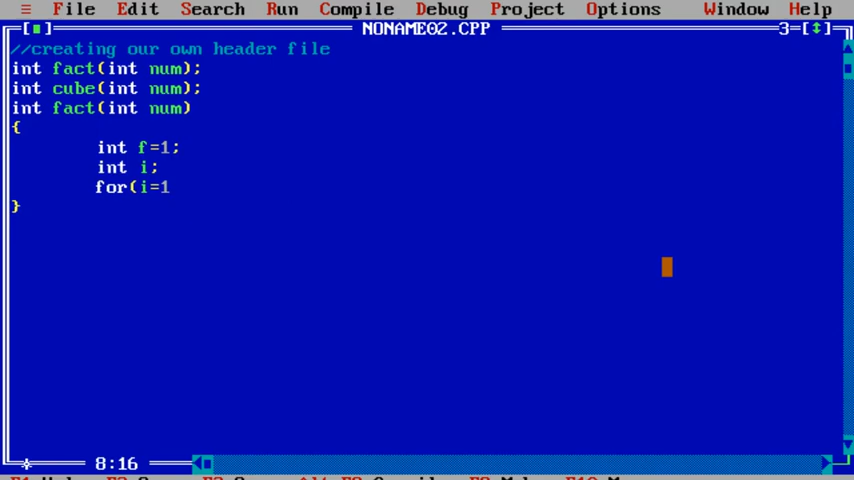 ≡ File Edit Search Run Compile Debug Project Options Window Help
NONAME02.CPP 3
//creating our own header file
int fact(int num);
int cube(int num);
int fact(int num)
{
int f=1;
int i;
for(i=1
}
8:16